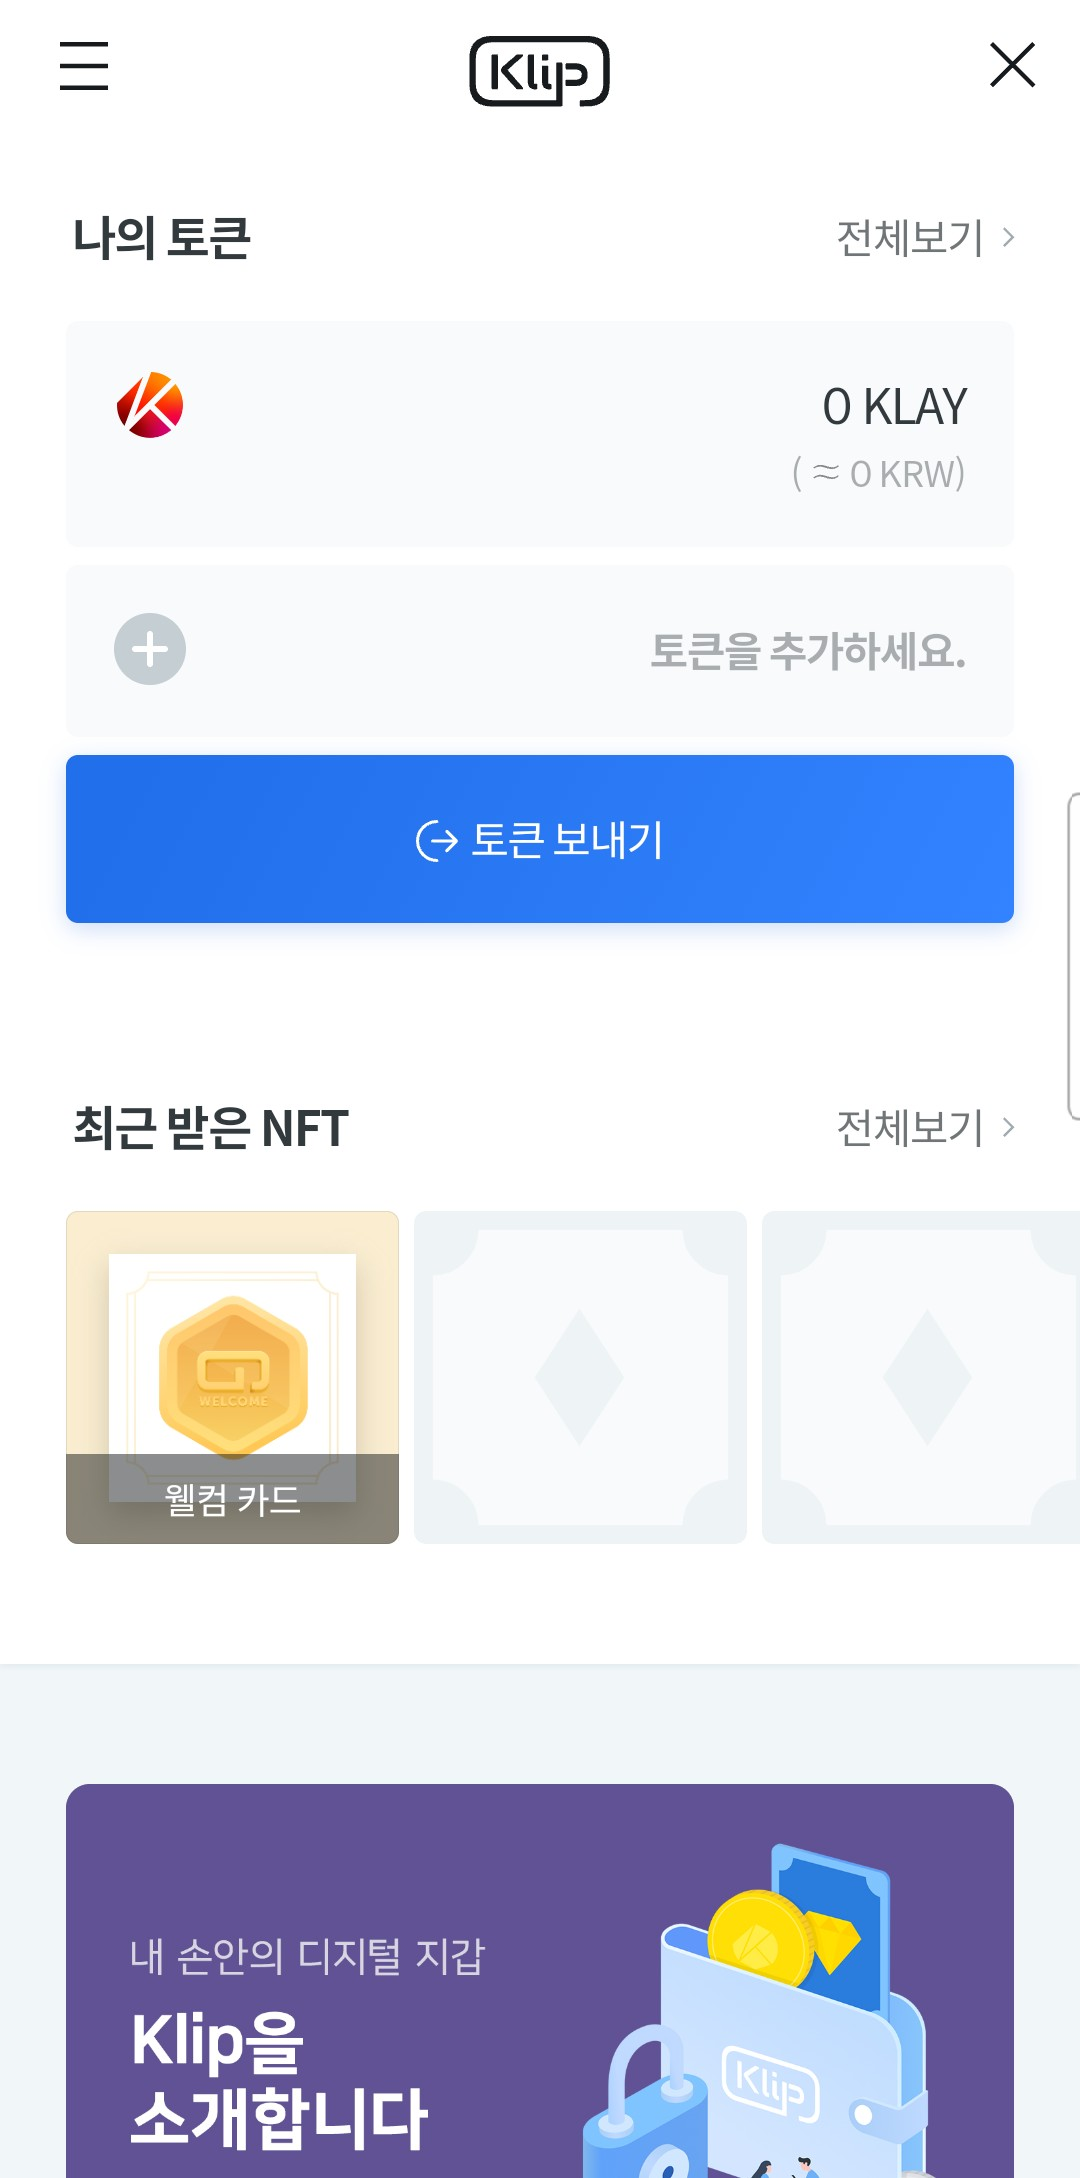 Klip
나의 토큰
전체보기
0 KLAY
( ≈ 0 KRW)
토큰을 추가하세요.
토큰 보내기
최근 받은 NFT
전체보기
WELCOME
웰컴 카드
내 손안의 디지털 지갑
Klip을
소개합니다
Klip